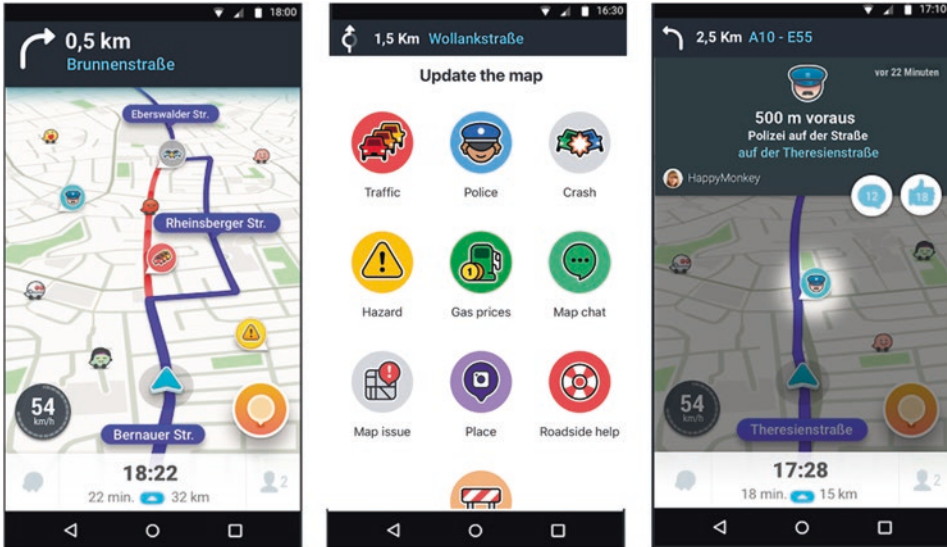 18:00
0,5 km
Brunnenstraße
Eberswalder Str.
Rheinsberger Str.
54
km/h
Bernauer Str.
18:22
2
22 min. 32 km
16:30
1,5 Km Wollankstraße
Update the map
Traffic
Police
Crash
Hazard
Gas prices
Map chat
Map issue
Place
Roadside help
17:10
2,5 Km A10 - E55
vor 22 Minuten
500 m voraus
Polizei auf der Straße
auf der Theresienstraße
HappyMonkey
12
18
54
km/h
Theresienstraße
17:28
2
18 min. 15 km